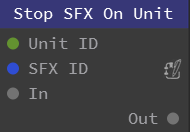 Stop SFX On Unit
Unit ID
SFX ID
In
Out